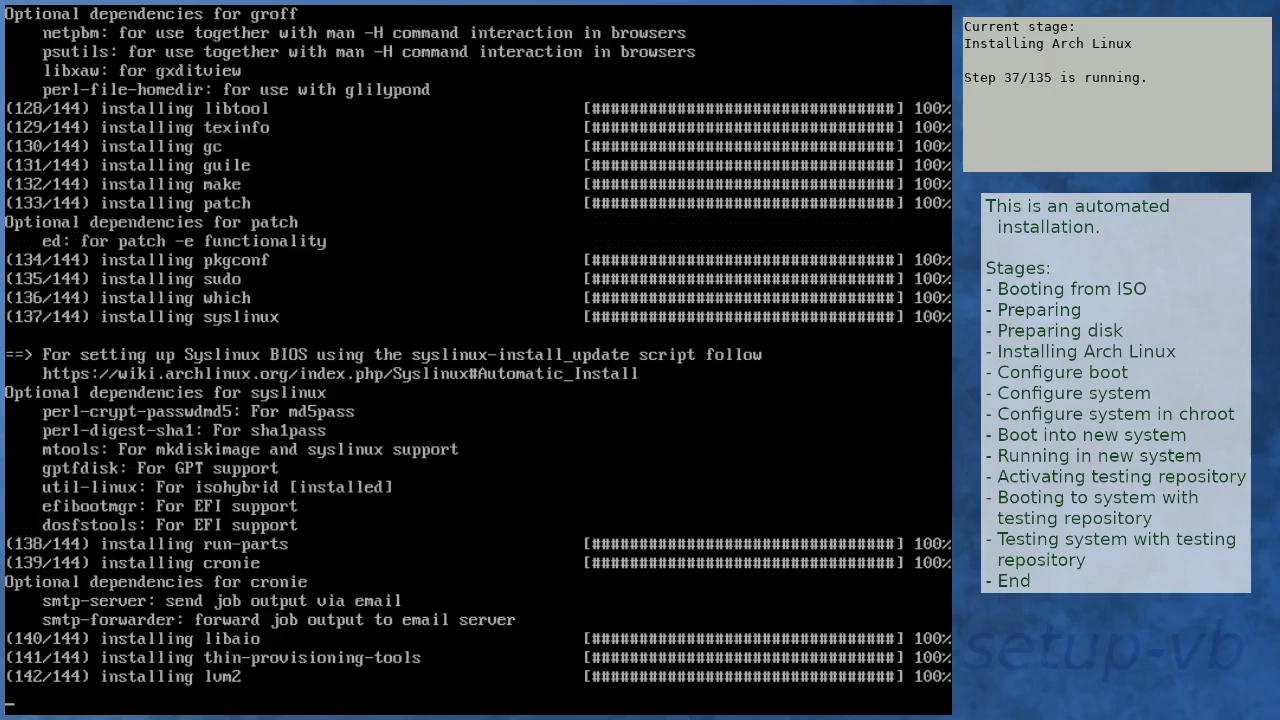 Optional dependencies for groff
    netpbm: for use together with man -H command interaction in browsers
    psutils: for use together with man -H command interaction in browsers
    libxaw: for gxditview
    perl-file-homedir: for use with glilypond
(128/144) installing libtool [################################] 100%
(129/144) installing texinfo [################################] 100%
(130/144) installing gc [################################] 100%
(131/144) installing guile [################################] 100%
(132/144) installing make [################################] 100%
(133/144) installing patch [################################] 100%
Optional dependencies for patch
    ed: for patch -e functionality
(134/144) installing pkgconf [################################] 100%
(135/144) installing sudo [################################] 100%
(136/144) installing which [################################] 100%
(137/144) installing syslinux [################################] 100%
==> For setting up Syslinux BIOS using the syslinux-install_update script follow
    https://wiki.archlinux.org/index.php/Syslinux#Automatic_Install
Optional dependencies for syslinux
    perl-crypt-passwdmd5: For md5pass
    perl-digest-sha1: For sha1pass
    mtools: For mkdiskimage and syslinux support
    gptfdisk: For GPT support
    util-linux: For isohybrid [installed]
    efibootmgr: For EFI support
    dosfstools: For EFI support
(138/144) installing run-parts [################################] 100%
(139/144) installing cronie [################################] 100%
Optional dependencies for cronie
    smtp-server: send job output via email
    smtp-forwarder: forward job output to email server
(140/144) installing libaio [################################] 100%
(141/144) installing thin-provisioning-tools [################################] 100%
(142/144) installing lvm2 [################################] 100%
Current stage:
Installing Arch Linux
Step 37/135 is running.
This is an automated
installation.
Stages:
- Booting from ISO
- Preparing
- Preparing disk
- Installing Arch Linux
- Configure boot
- Configure system
- Configure system in chroot
- Boot into new system
- Running in new system
- Activating testing repository
- Booting to system with
testing repository
- Testing system with testing
repository
- End
setup-vb